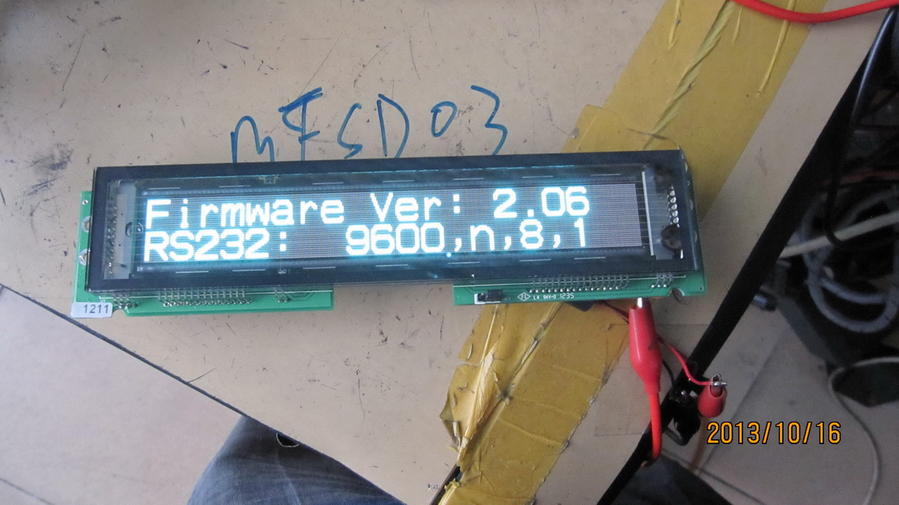 mFSD03
Firmware Ver: 2.06
RS232: 9600,n,8,1
1211
2013/10/16